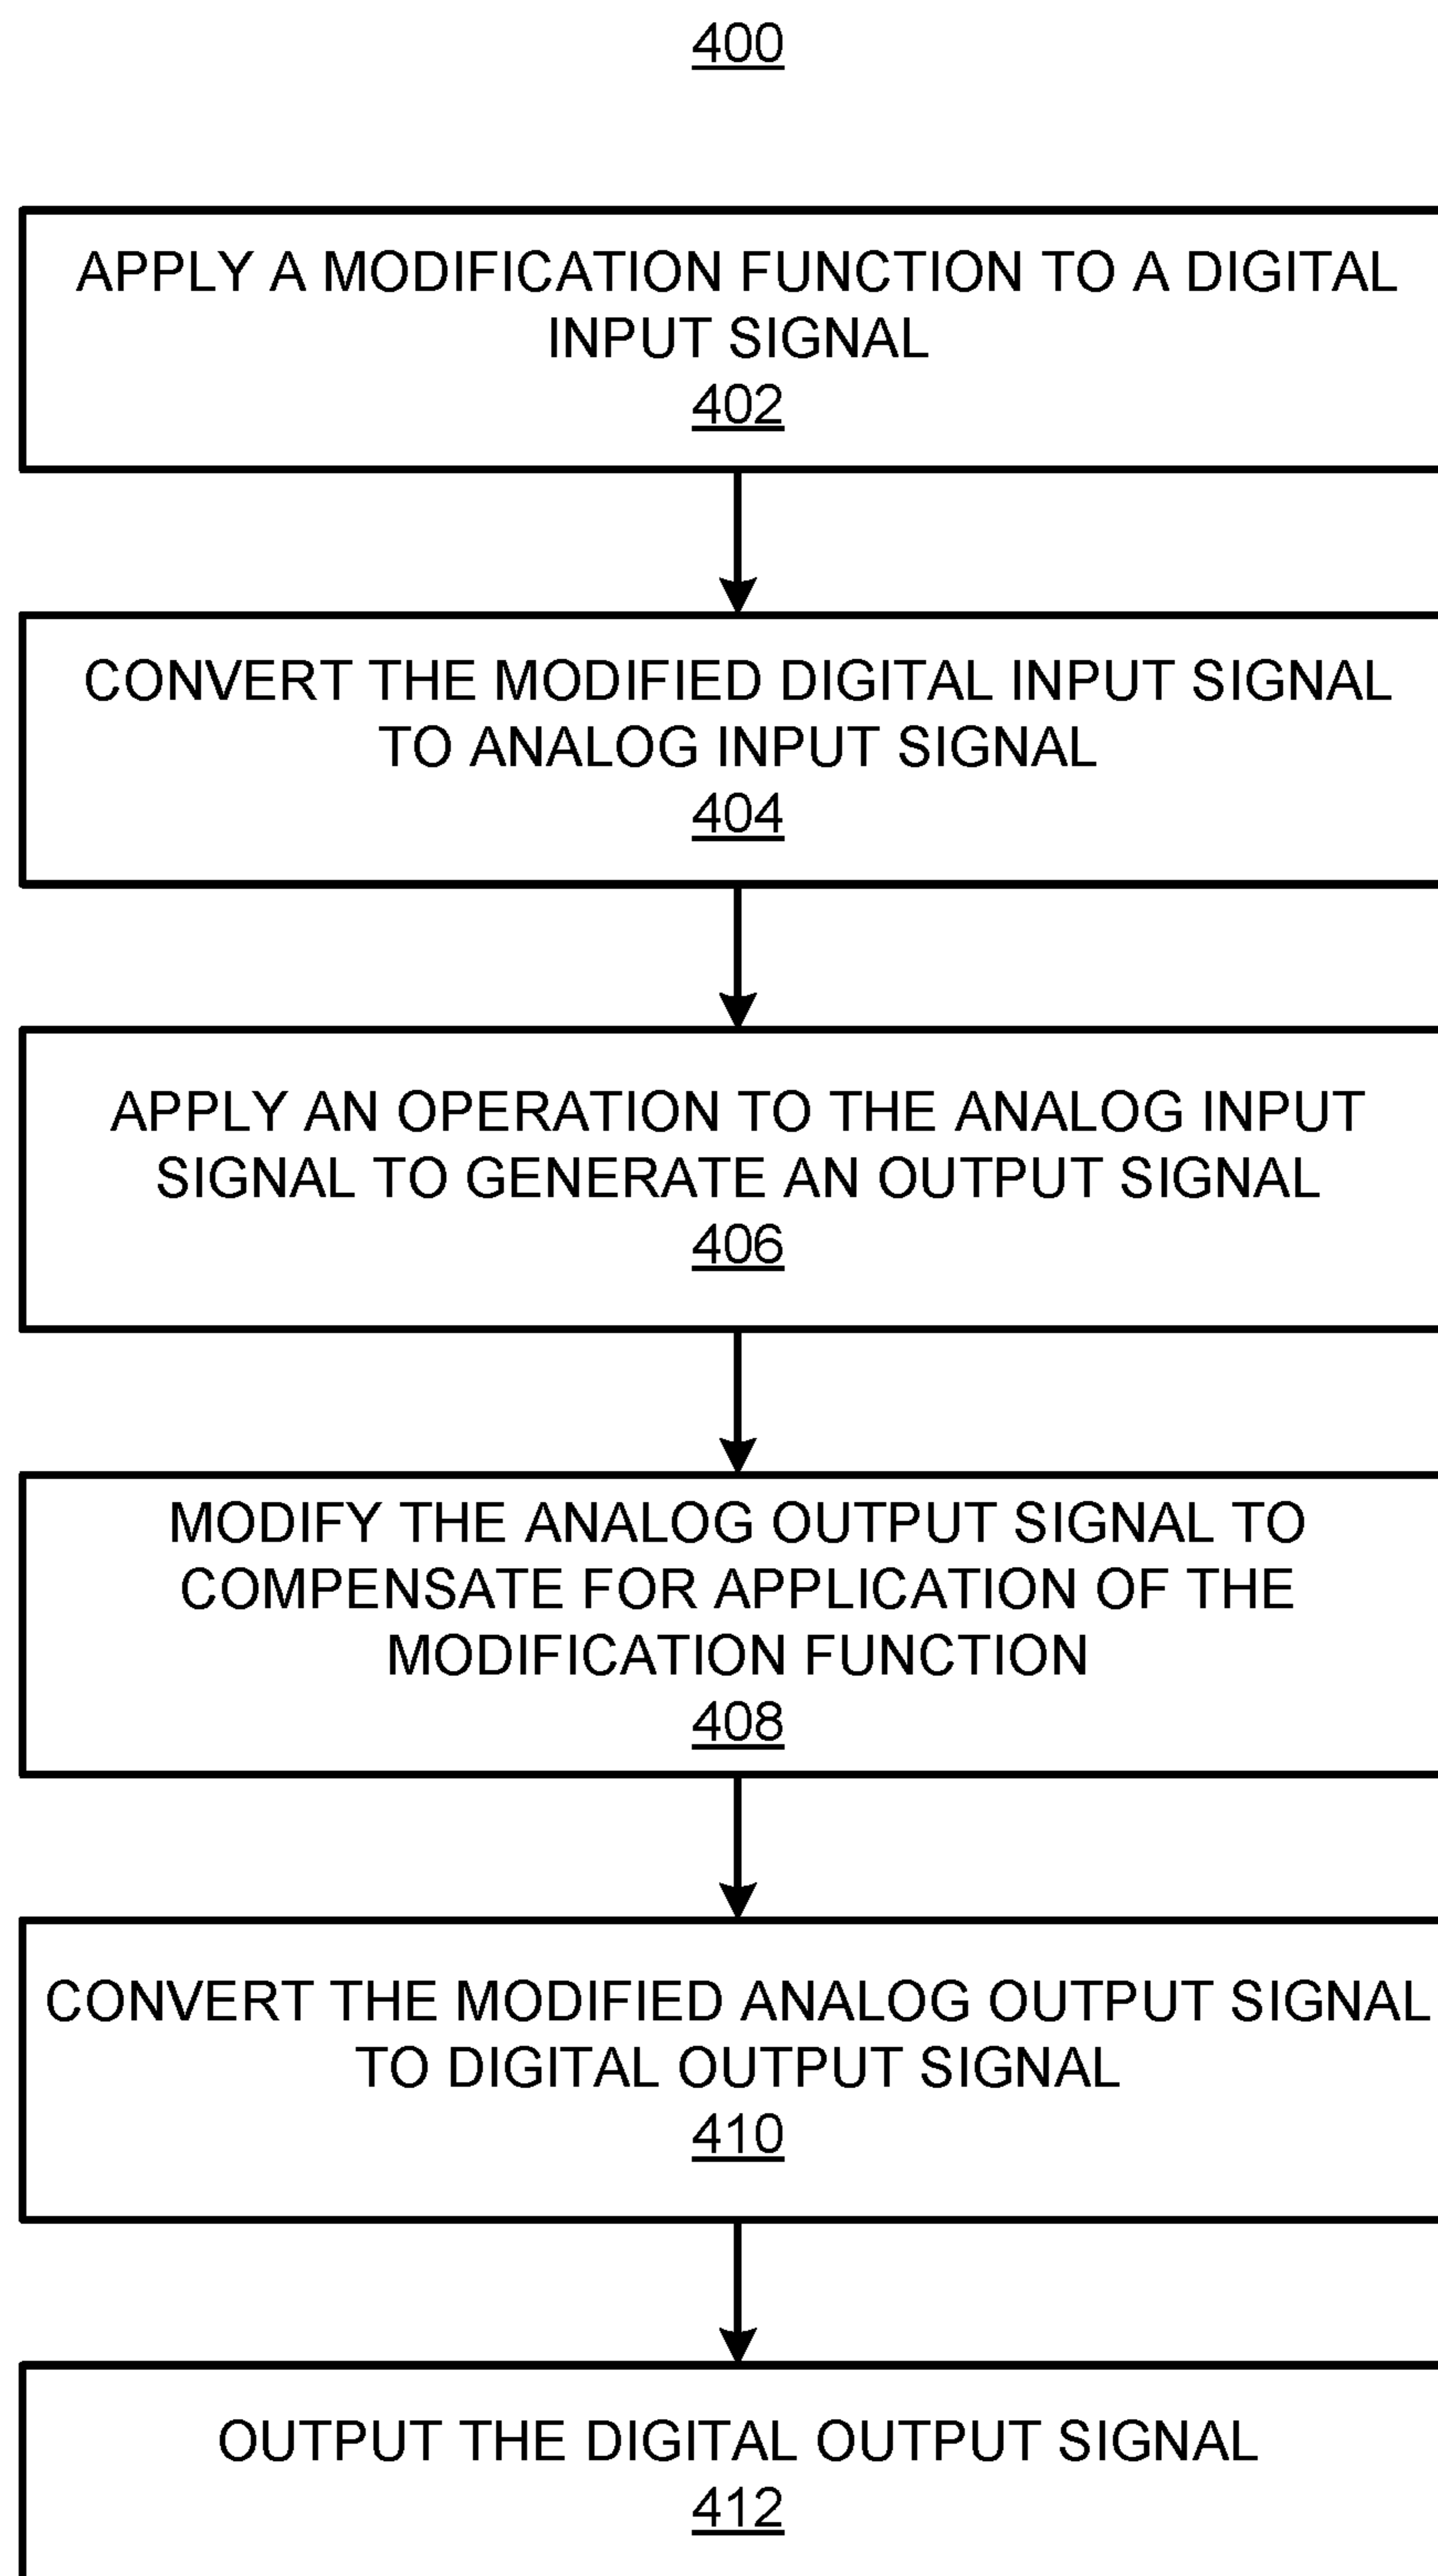 400
APPLY A MODIFICATION FUNCTION TO A DIGITAL
INPUT SIGNAL
402
CONVERT THE MODIFIED DIGITAL INPUT SIGNAL
TO ANALOG INPUT SIGNAL
404
APPLY AN OPERATION TO THE ANALOG INPUT
SIGNAL TO GENERATE AN OUTPUT SIGNAL
406
MODIFY THE ANALOG OUTPUT SIGNAL TO
COMPENSATE FOR APPLICATION OF THE
MODIFICATION FUNCTION
408
CONVERT THE MODIFIED ANALOG OUTPUT SIGNAL
TO DIGITAL OUTPUT SIGNAL
410
OUTPUT THE DIGITAL OUTPUT SIGNAL
412